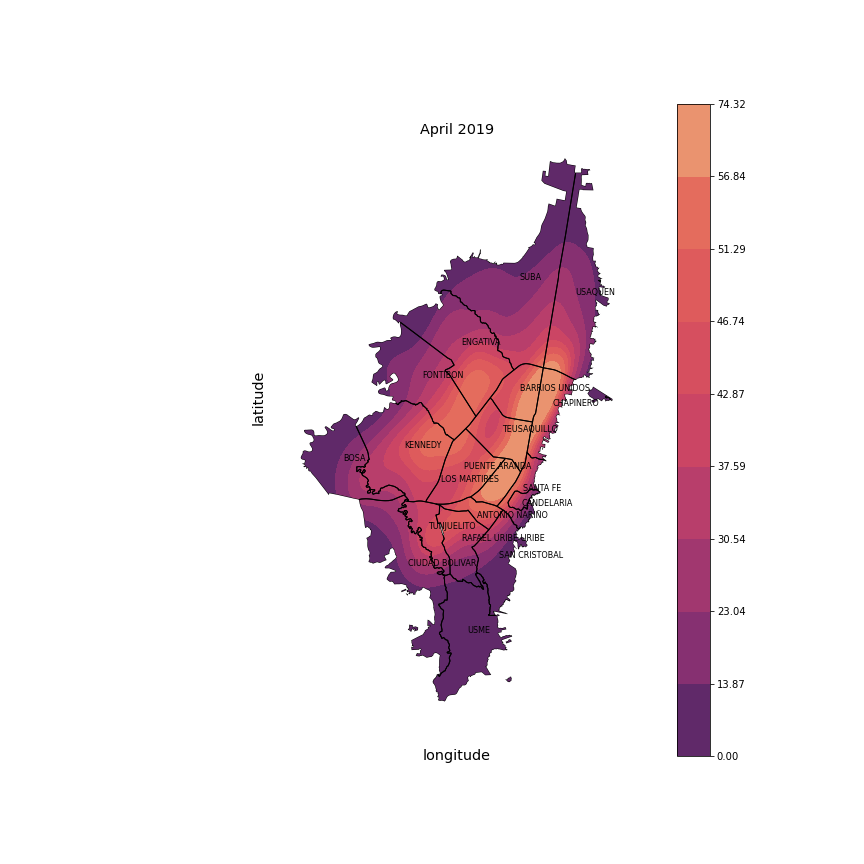 74.32
April 2019
56.84
51.29
SUBA
USAQUEN
46.74
ENGATIVA
FONTIBON
BARRIOS UNIDOS
42.87
latitude
CHAPINERO
TEUSAQUILLO
KENNEDY
BOSA
PUENTE ARANDA
37.59
LOS MARTIRES
SANTA FE
CANDELARIA
ANTONIO NARIÑO
TUNJUELITO
RAFAEL URIBE URIBE
30.54
SAN CRISTOBAL
CIUDAD BOLIVAR
23.04
USME
13.87
longitude
0.00